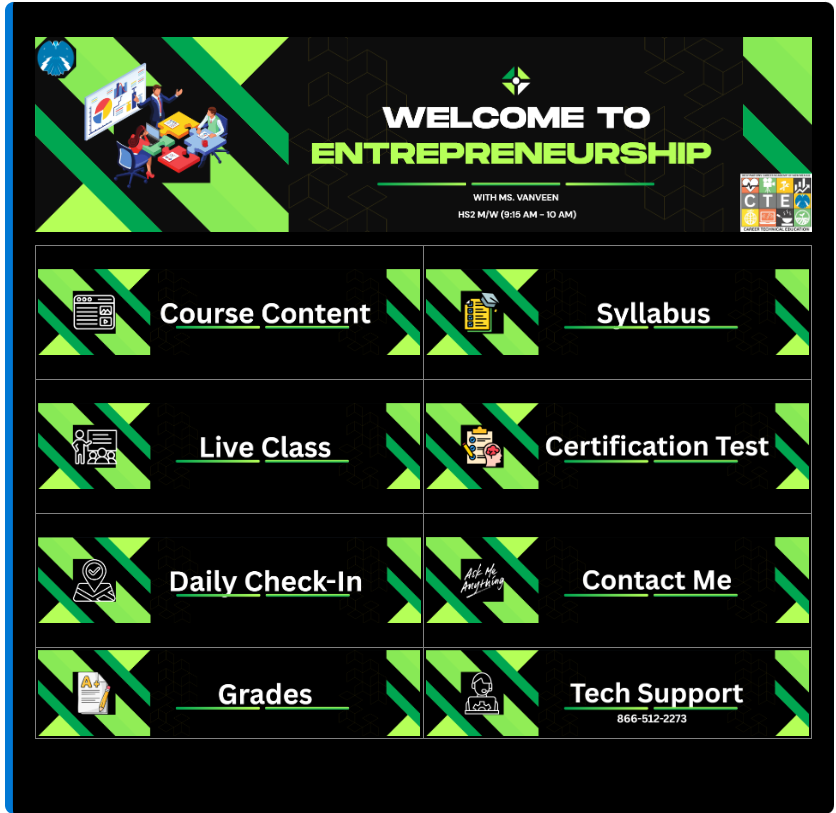 WELCOME TO
ENTREPRENEURSHIP
WITH MS. VANVEEN
HS2 M/W (9:15 AM – 10 AM)
CTE
CAREER TECHNICAL EDUCATION
Course Content
Syllabus
Live Class
Certification Test
Daily Check-In
Ask Me
Anything
Contact Me
A+
Grades
Tech Support
866-512-2273